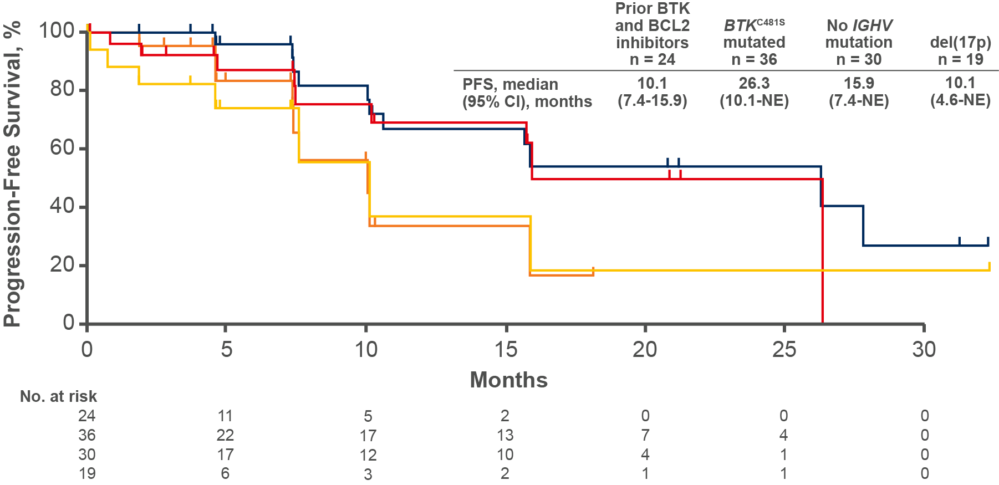 Prior BTK
and BCL2
inhibitors
n = 24
BTKC481S
mutated
n = 36
No IGHV
mutation
n = 30
del(17p)
n = 19
PFS, median
(95% CI), months
10.1
(7.4-15.9)
26.3
(10.1-NE)
15.9
(7.4-NE)
10.1
(4.6-NE)
Progression-Free Survival, %
100
80
60
40
20
0
0 5 10 15 20 25 30
Months
No. at risk
24 11 5 2 0 0 0
36 22 17 13 7 4 0
30 17 12 10 4 1 0
19 6 3 2 1 1 0